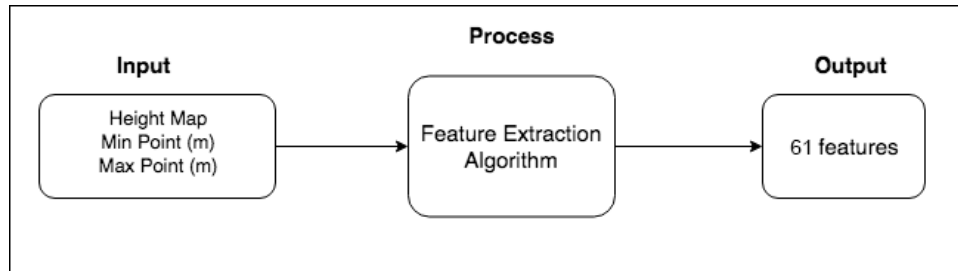 Process
Input
Output
Height Map
Min Point (m)
Max Point (m)
Feature Extraction
Algorithm
61 features